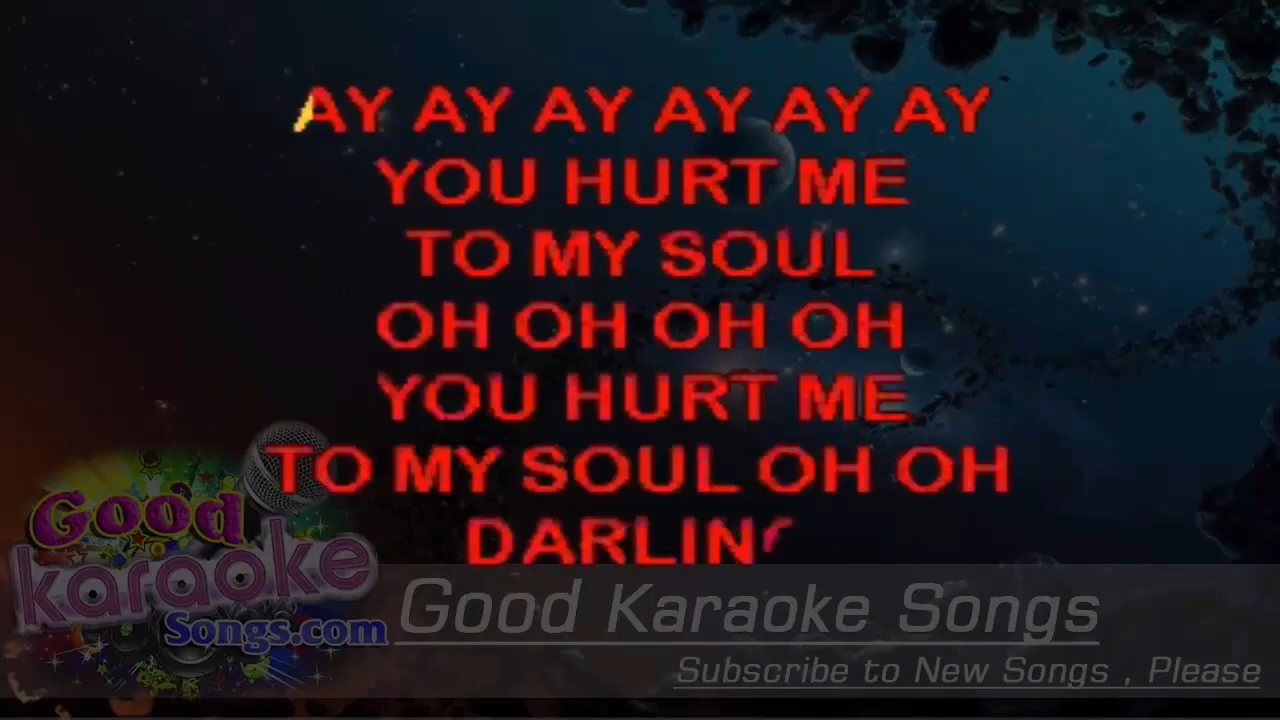 AY AY AY AY AY AY
YOU HURT ME
TO MY SOUL
OH OH OH OH
YOU HURT ME
TO MY SOUL OH OH
DARLIN
Good
karaoke
Songs.com
Good Karaoke Songs
Subscribe to New Songs , Please